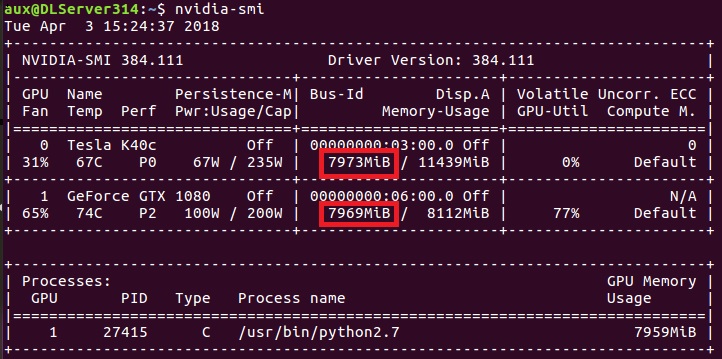 aux@DLServer314:~$ nvidia-smi
Tue Apr  3 15:24:37 2018
+-----------------------------------------------------------------------------+
| NVIDIA-SMI 384.111                Driver Version: 384.111                   |
|-------------------------------+----------------------+----------------------+
| GPU  Name        Persistence-M| Bus-Id        Disp.A | Volatile Uncorr. ECC |
| Fan  Temp  Perf  Pwr:Usage/Cap|         Memory-Usage | GPU-Util  Compute M. |
|===============================+======================+======================|
|   0  Tesla K40c          Off  | 00000000:03:00.0 Off |                    0 |
| 31%   67C    P0    67W / 235W |   7973MiB / 11439MiB |      0%      Default |
+-------------------------------+----------------------+----------------------+
|   1  GeForce GTX 1080    Off  | 00000000:06:00.0 Off |                  N/A |
| 65%   74C    P2   100W / 200W |   7969MiB /  8112MiB |     77%      Default |
+-------------------------------+----------------------+----------------------+
+-----------------------------------------------------------------------------+
| Processes:                                                       GPU Memory |
|  GPU       PID   Type   Process name                             Usage      |
|=============================================================================|
|    1     27415      C   /usr/bin/python2.7                          7959MiB |
+-----------------------------------------------------------------------------+